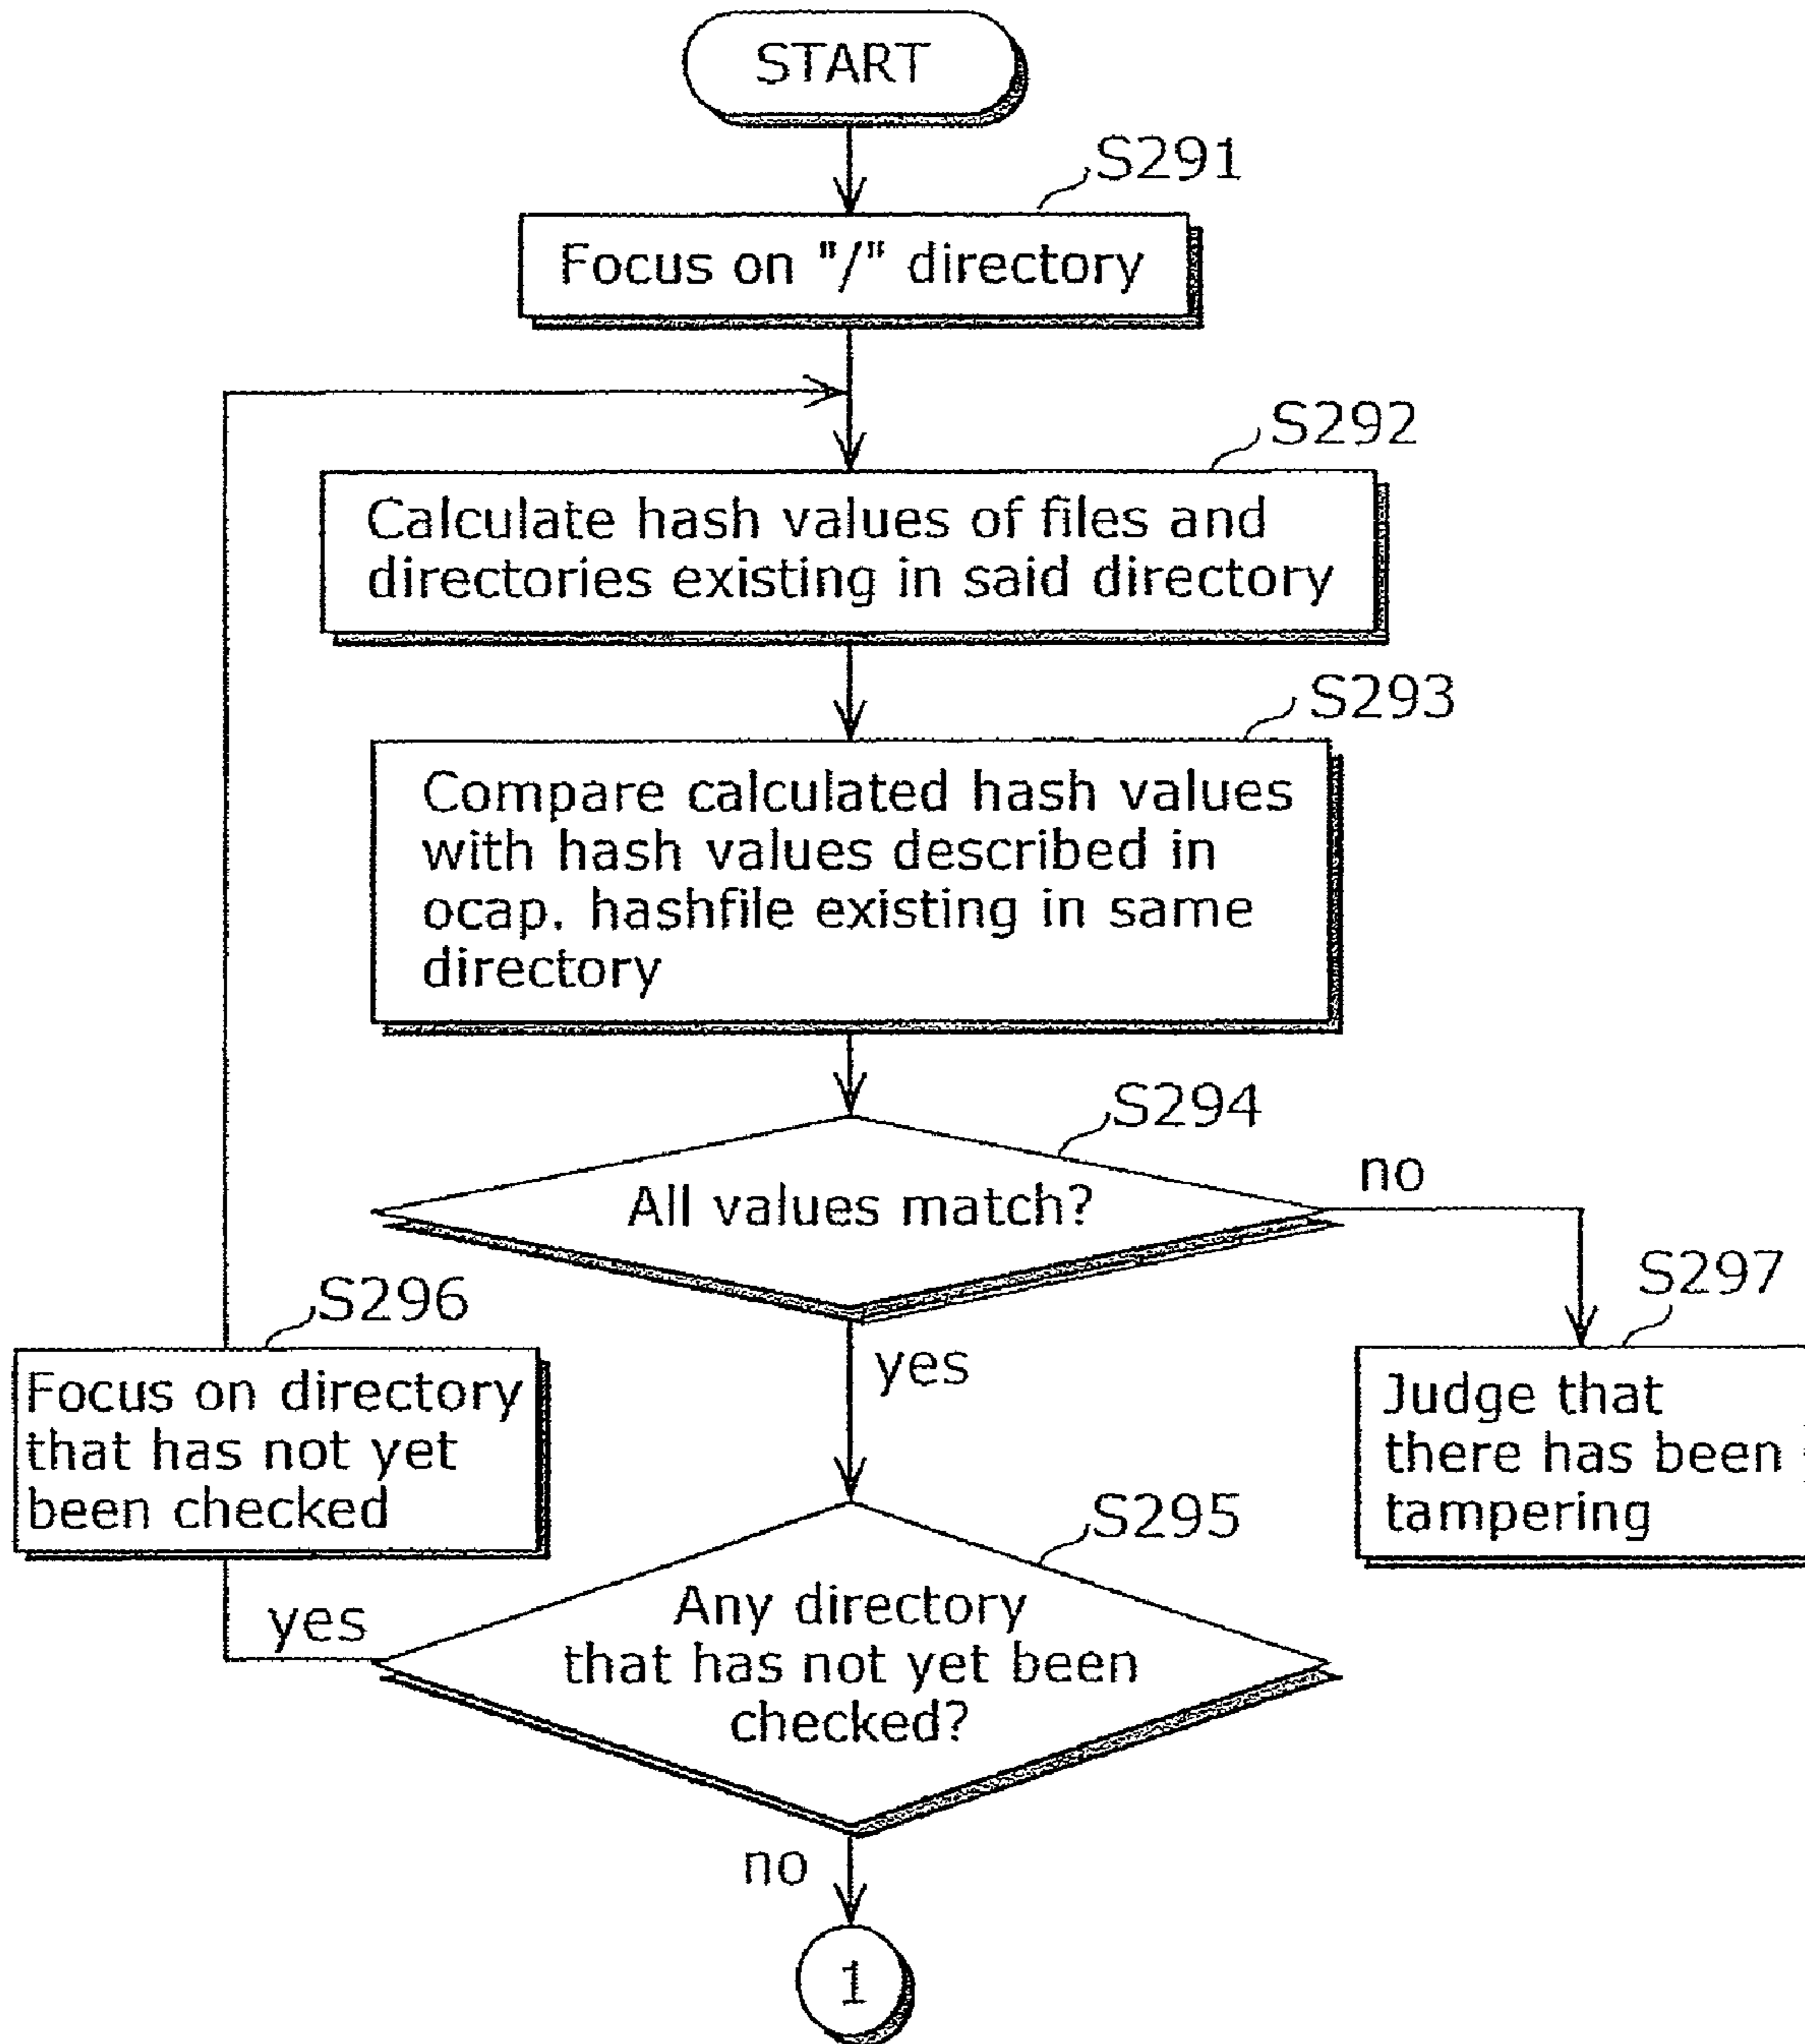 START
S291
Focus on "/" directory
S292
Calculate hash values of files and
directories existing in said directory
S293
Compare calculated hash values
with hash values described in
ocap. hashfile existing in same
directory
S294
All values match?
no
yes
S297
Judge that
there has been
tampering
S296
Focus on directory
that has not yet
been checked
S295
Any directory
that has not yet been
checked?
yes
no
1